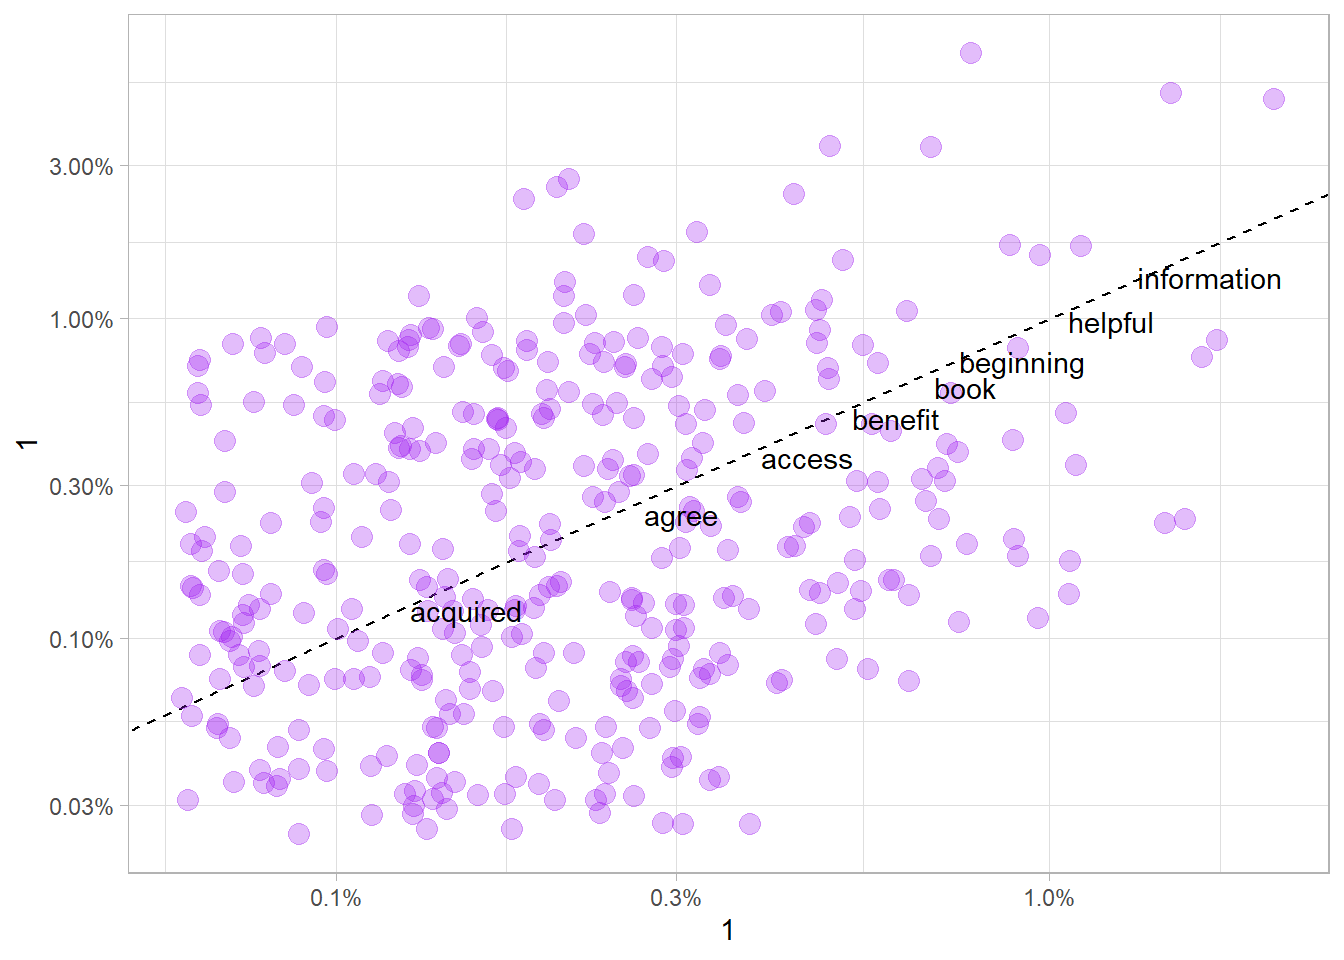 3.00%
1.00%
0.30%
0.10%
0.03%
1
information
helpful
beginning
book
benefit
access
agree
acquired
0.1%
0.3%
1.0%
1